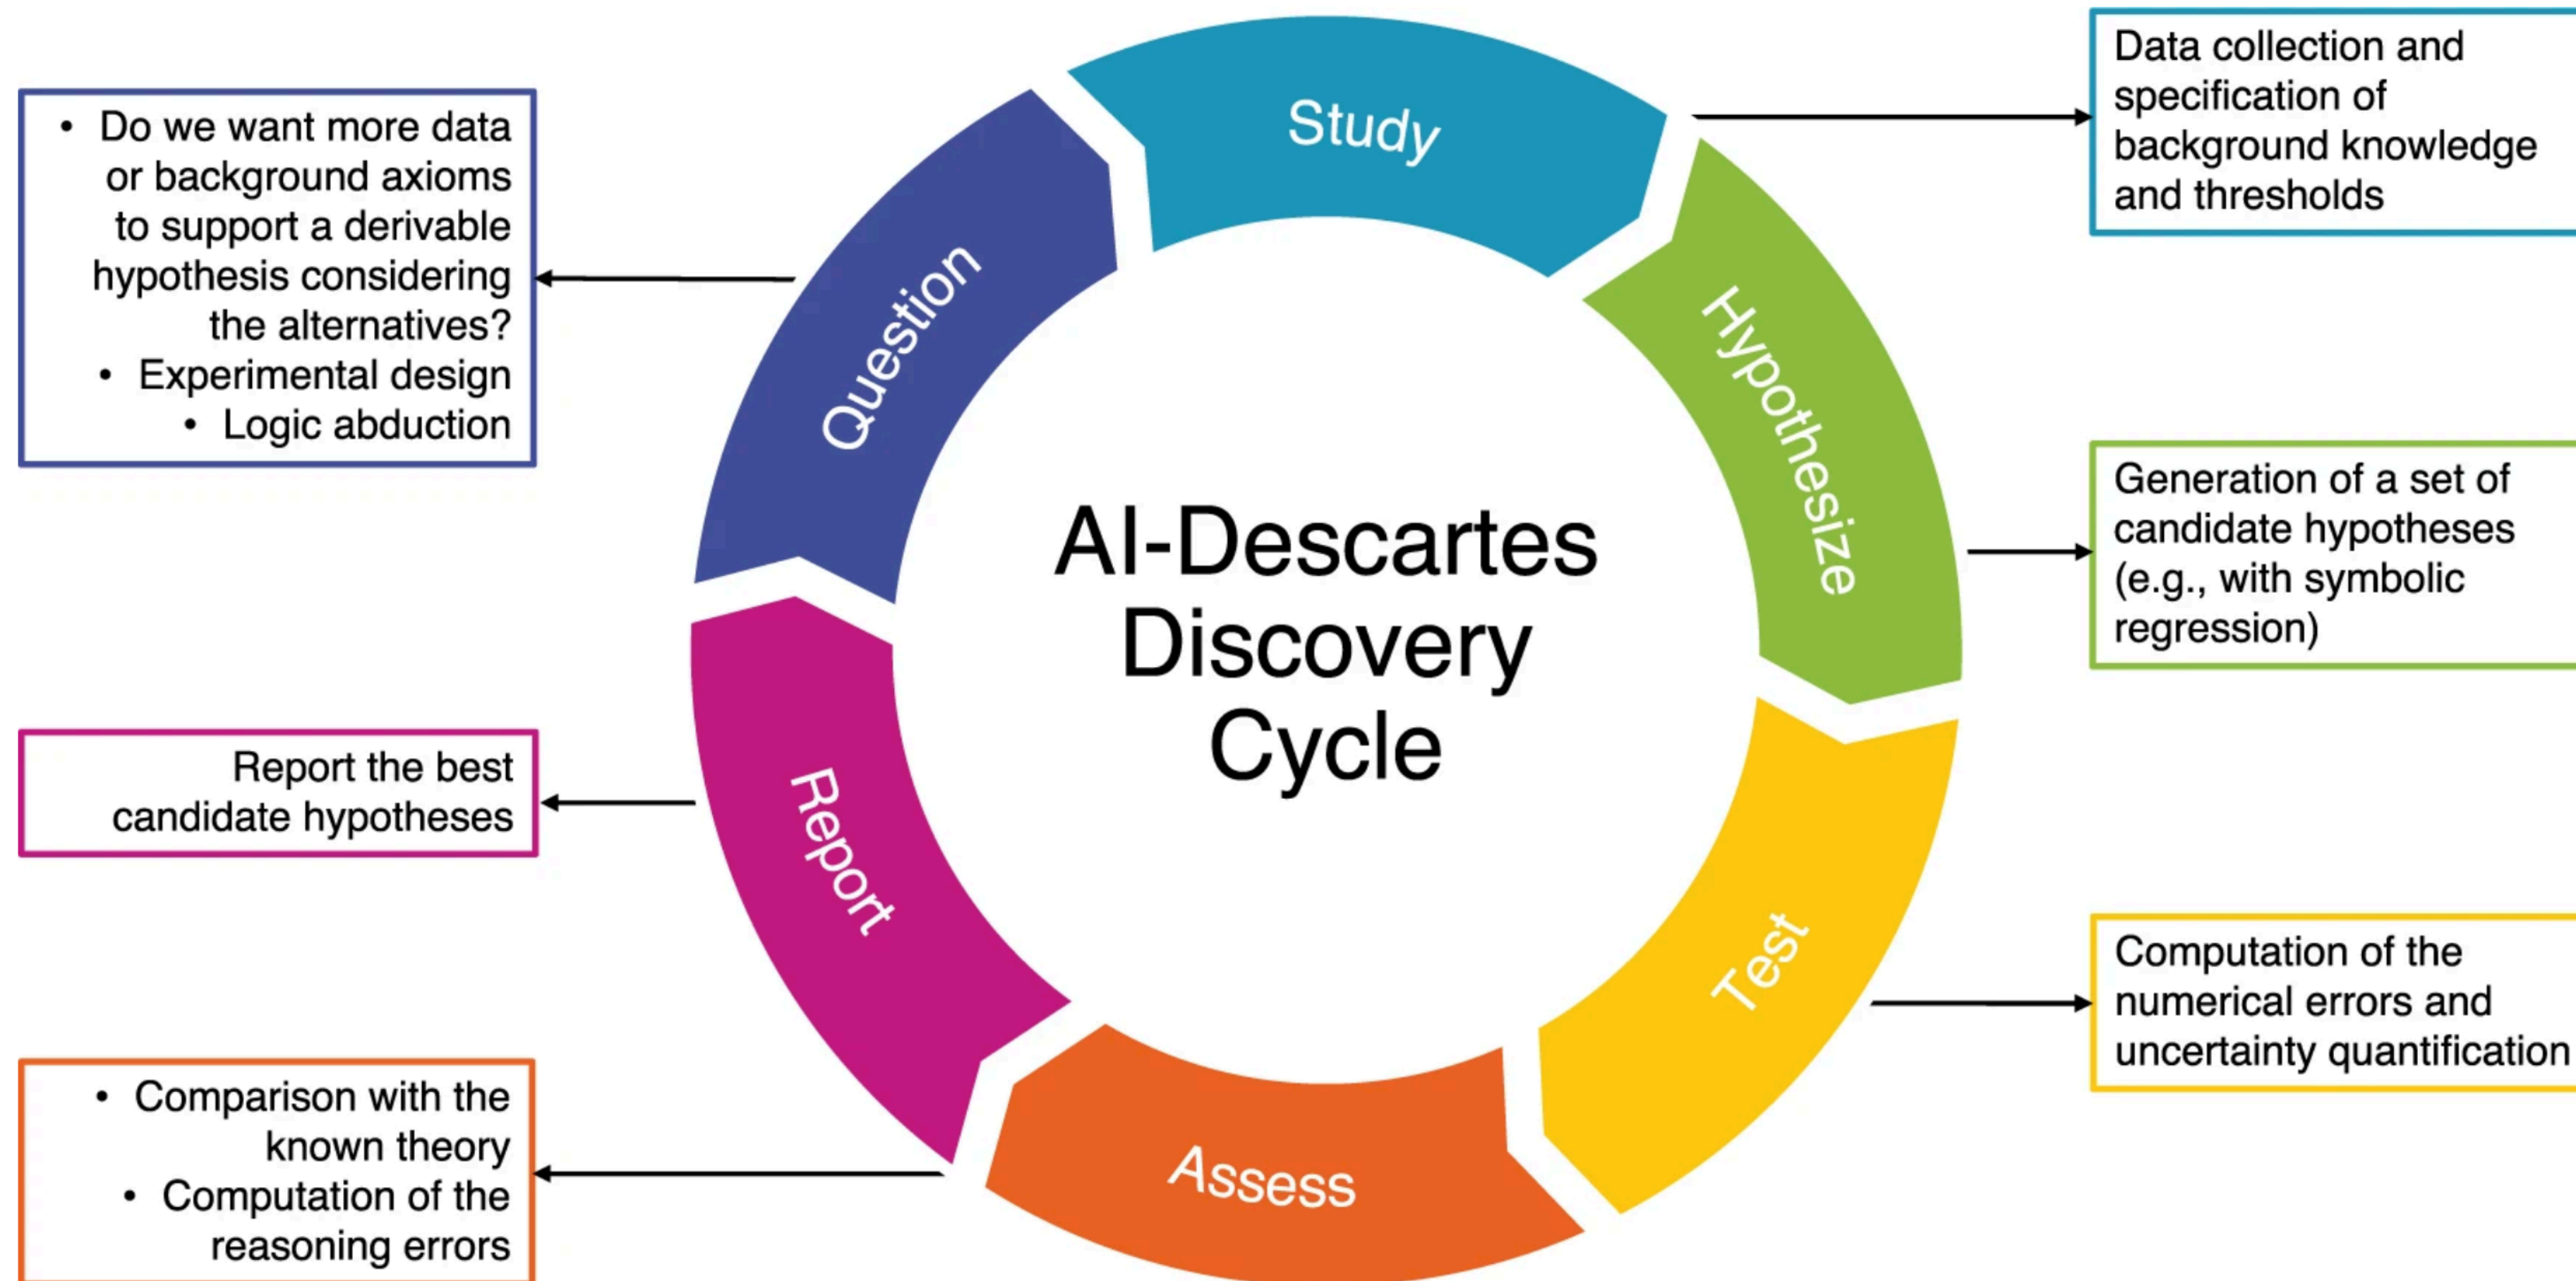 Study
Data collection and
specification of
background knowledge
and thresholds
Hypothesize
Generation of a set of
candidate hypotheses
(e.g., with symbolic
regression)
Test
Computation of the
numerical errors and
uncertainty quantification
Assess
• Comparison with the
known theory
• Computation of the
reasoning errors
Report
Report the best
candidate hypotheses
Question
• Do we want more data
or background axioms
to support a derivable
hypothesis considering
the alternatives?
• Experimental design
• Logic abduction
AI-Descartes
Discovery
Cycle